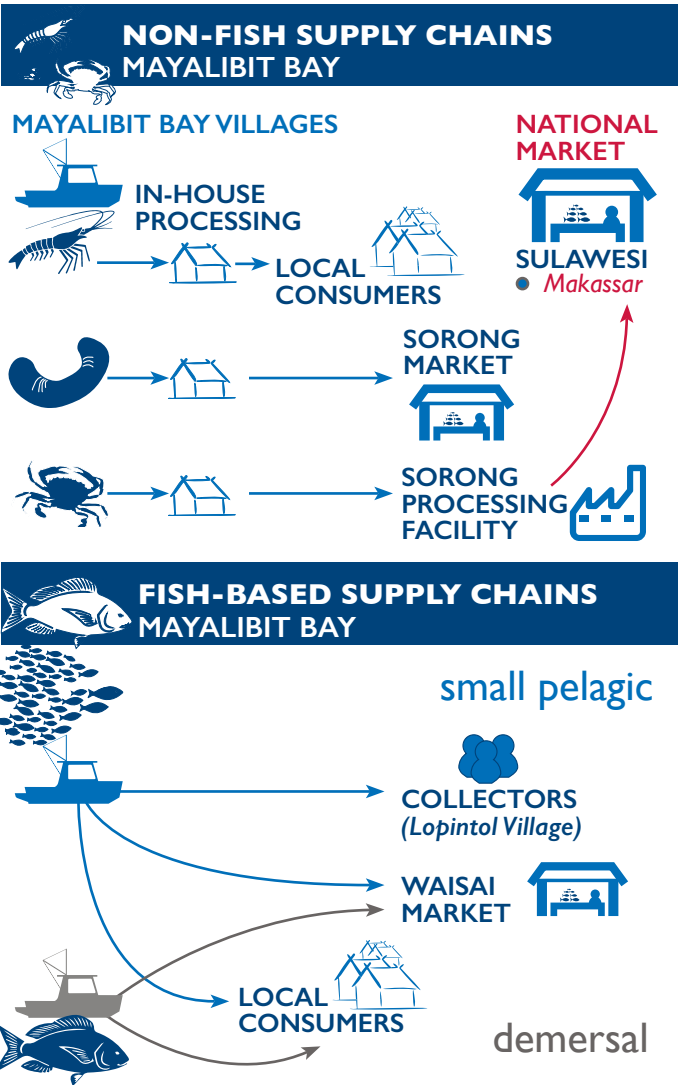 NON-FISH SUPPLY CHAINS
MAYALIBIT BAY
MAYALIBIT BAY VILLAGES
NATIONAL
MARKET
IN-HOUSE
PROCESSING
LOCAL
CONSUMERS
SULAWESI
Makassar
SORONG
MARKET
SORONG
PROCESSING
FACILITY
FISH-BASED SUPPLY CHAINS
MAYALIBIT BAY
small pelagic
COLLECTORS
(Lopintol Village)
WAISAI
MARKET
LOCAL
CONSUMERS
demersal